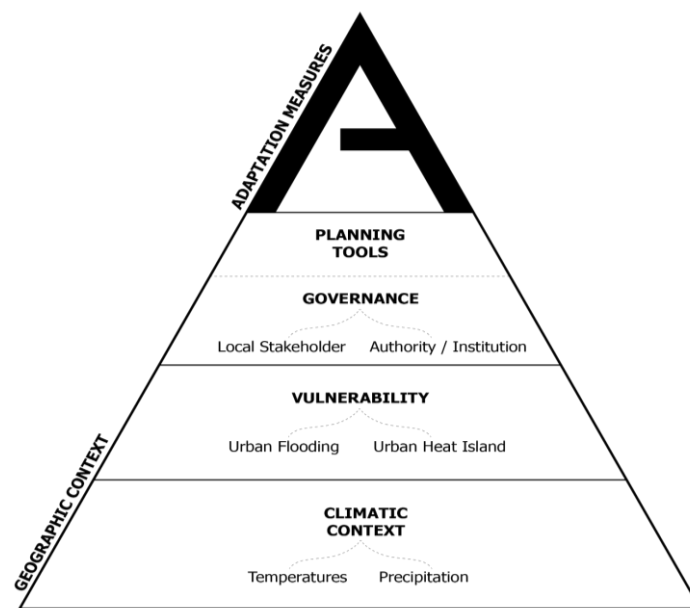 ADAPTATION MEASURES
A
PLANNING
TOOLS
GOVERNANCE
Local Stakeholder Authority / Institution
VULNERABILITY
Urban Flooding Urban Heat Island
GEOGRAPHIC CONTEXT
CLIMATIC
CONTEXT
Temperatures Precipitation